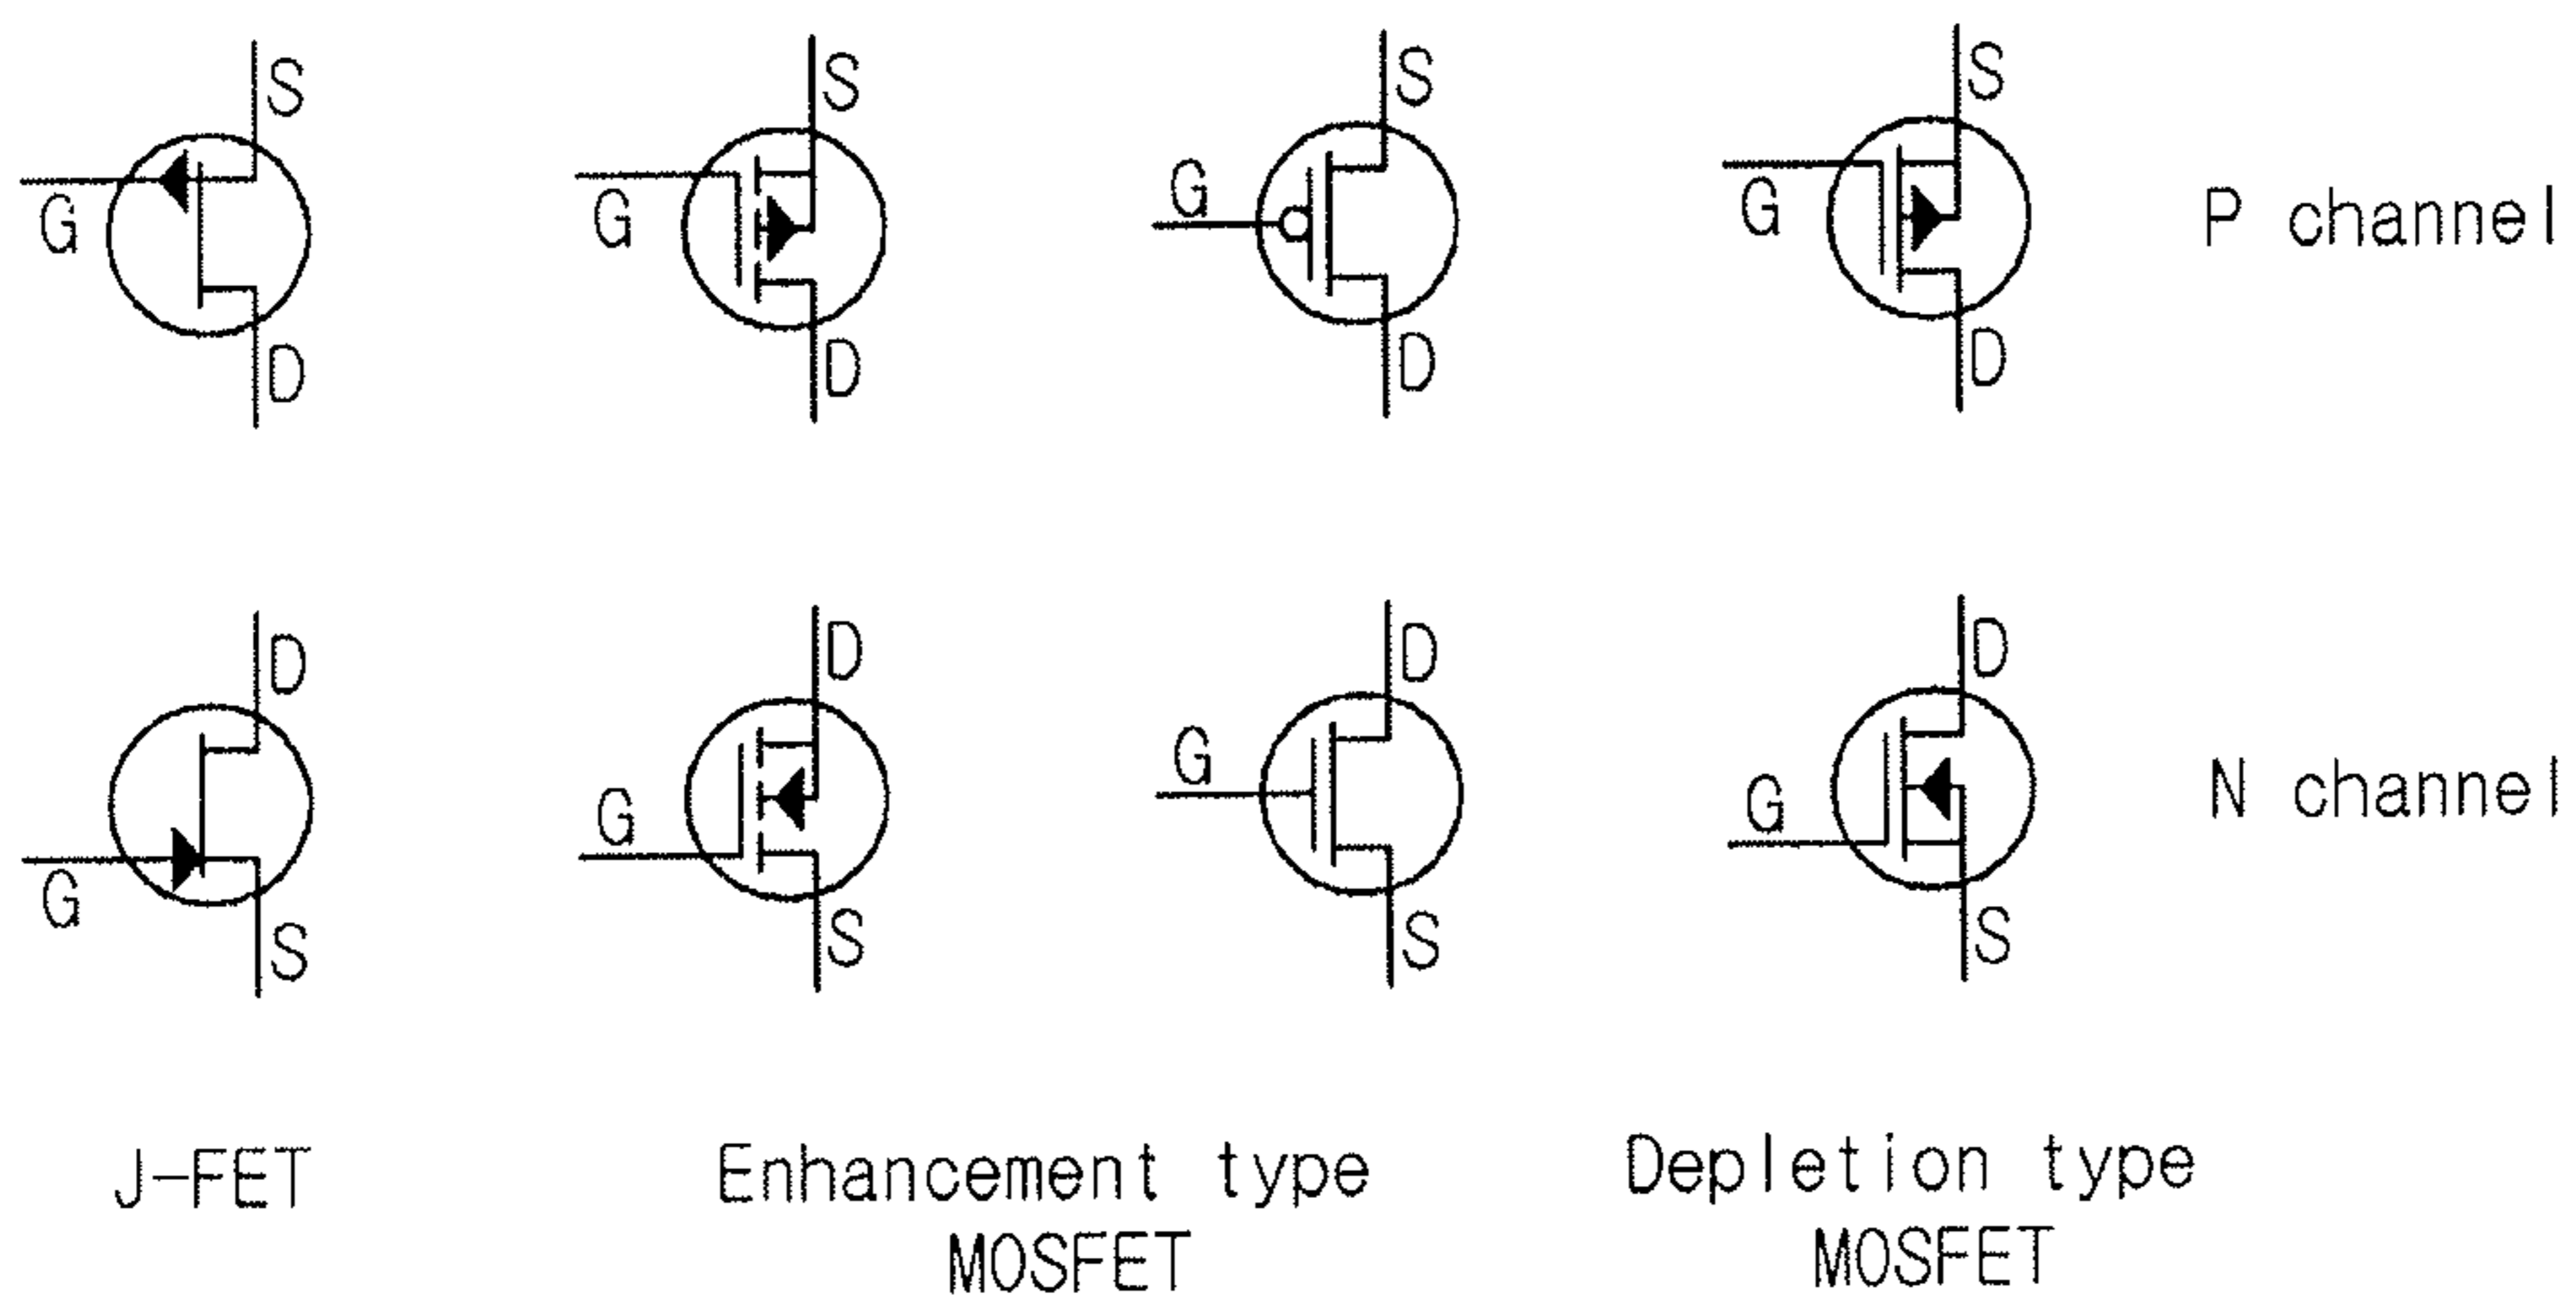 S S S S
G G G G P channel
D D D D
D D D D
G G G G N channel
S S S S
J-FET Enhancement type Depletion type
MOSFET MOSFET